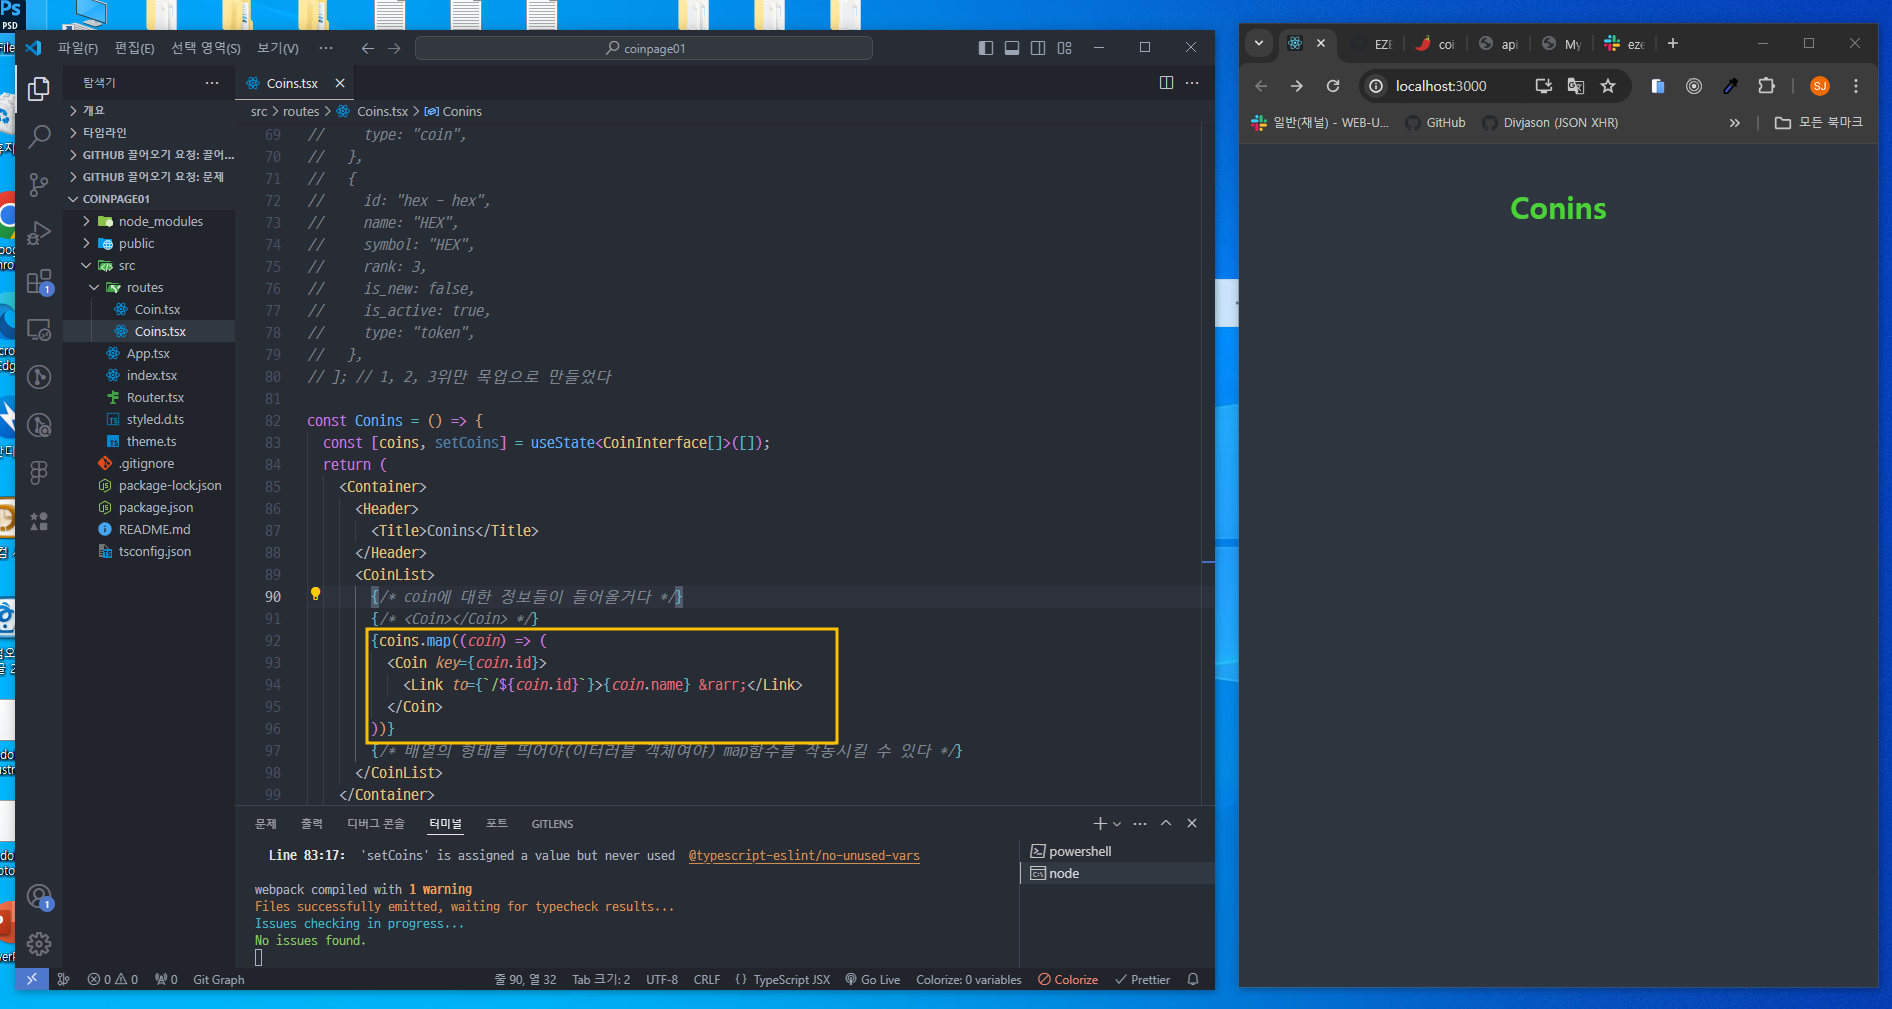 파일(F) 편집(E) 선택 영역(S) 보기(V) ··· coinpage01
탐색기 ···
개요
타임라인
GITHUB 끌어오기 요청: 끌어...
GITHUB 끌어오기 요청: 문제
COINPAGE01
node_modules
public
src
routes
Coin.tsx
Coins.tsx
App.tsx
index.tsx
Router.tsx
styled.d.ts
theme.ts
.gitignore
package-lock.json
package.json
README.md
tsconfig.json
Coins.tsx
src > routes > Coins.tsx > Conins
69 // type: "coin",
70 // },
71 // {
72 // id: "hex - hex",
73 // name: "HEX",
74 // symbol: "HEX",
75 // rank: 3,
76 // is_new: false,
77 // is_active: true,
78 // type: "token",
79 // },
80 // ]; // 1, 2, 3위만 목업으로 만들었다
81
82 const Conins = () => {
83 const [coins, setCoins] = useState<CoinInterface[]>([]);
84 return (
85 <Container>
86 <Header>
87 <Title>Conins</Title>
88 </Header>
89 <CoinList>
90 {/* coin에 대한 정보들이 들어올거다 */}
91 {/* <Coin></Coin> */}
92 {coins.map((coin) => (
93 <Coin key={coin.id}>
94 <Link to={`/${coin.id}`}>{coin.name} &rarr;</Link>
95 </Coin>
96 ))}
97 {/* 배열의 형태를 띄어야(이터러블 객체여야) map함수를 작동시킬 수 있다 */}
98 </CoinList>
99 </Container>
문제 출력 디버그 콘솔 터미널 포트 GITLENS
Line 83:17: 'setCoins' is assigned a value but never used @typescript-eslint/no-unused-vars
webpack compiled with 1 warning
Files successfully emitted, waiting for typecheck results...
Issues checking in progress...
No issues found.
powershell
node
0 0 0 Git Graph 줄 90, 열 32 Tab 크기: 2 UTF-8 CRLF {} TypeScript JSX Go Live Colorize: 0 variables Colorize Prettier
EZE coi api My eze
localhost:3000 SJ
일반(채널) - WEB-U... GitHub Divjason (JSON XHR) » 모든 북마크
Conins
Ps
PSD